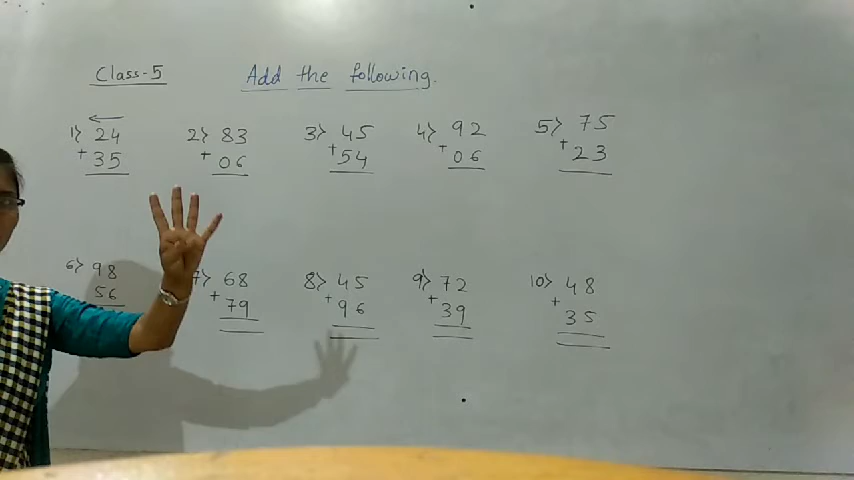 Class-5 Add the following.
1> 24 2> 83 3> 45 4> 92 5> 75
+35 +06 +54 +06 +23
6> 98 7> 68 8> 45 9> 72 10> 48
56 +79 +96 +39 +35